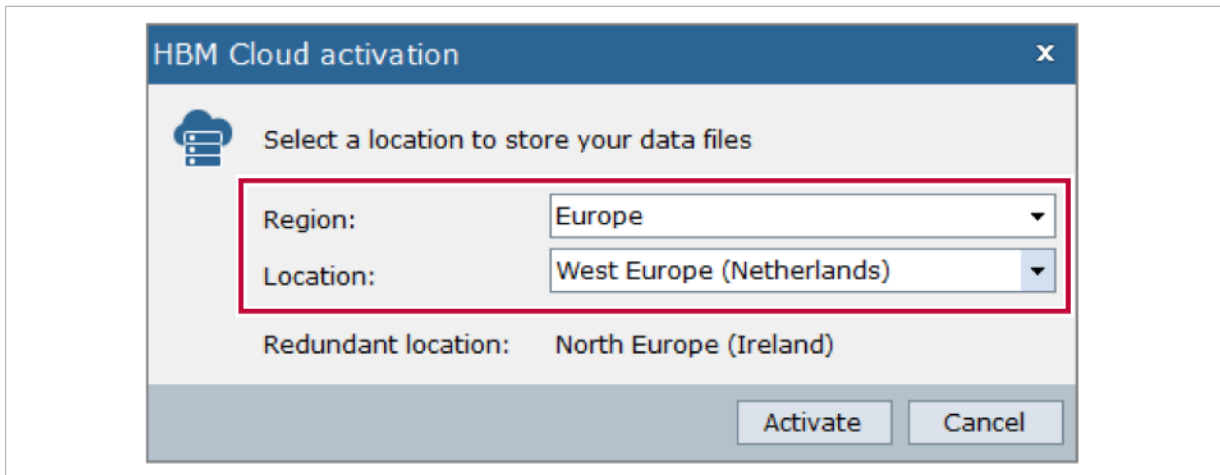 HBM Cloud activation x
Select a location to store your data files
Region: Europe
Location: West Europe (Netherlands)
Redundant location: North Europe (Ireland)
Activate Cancel